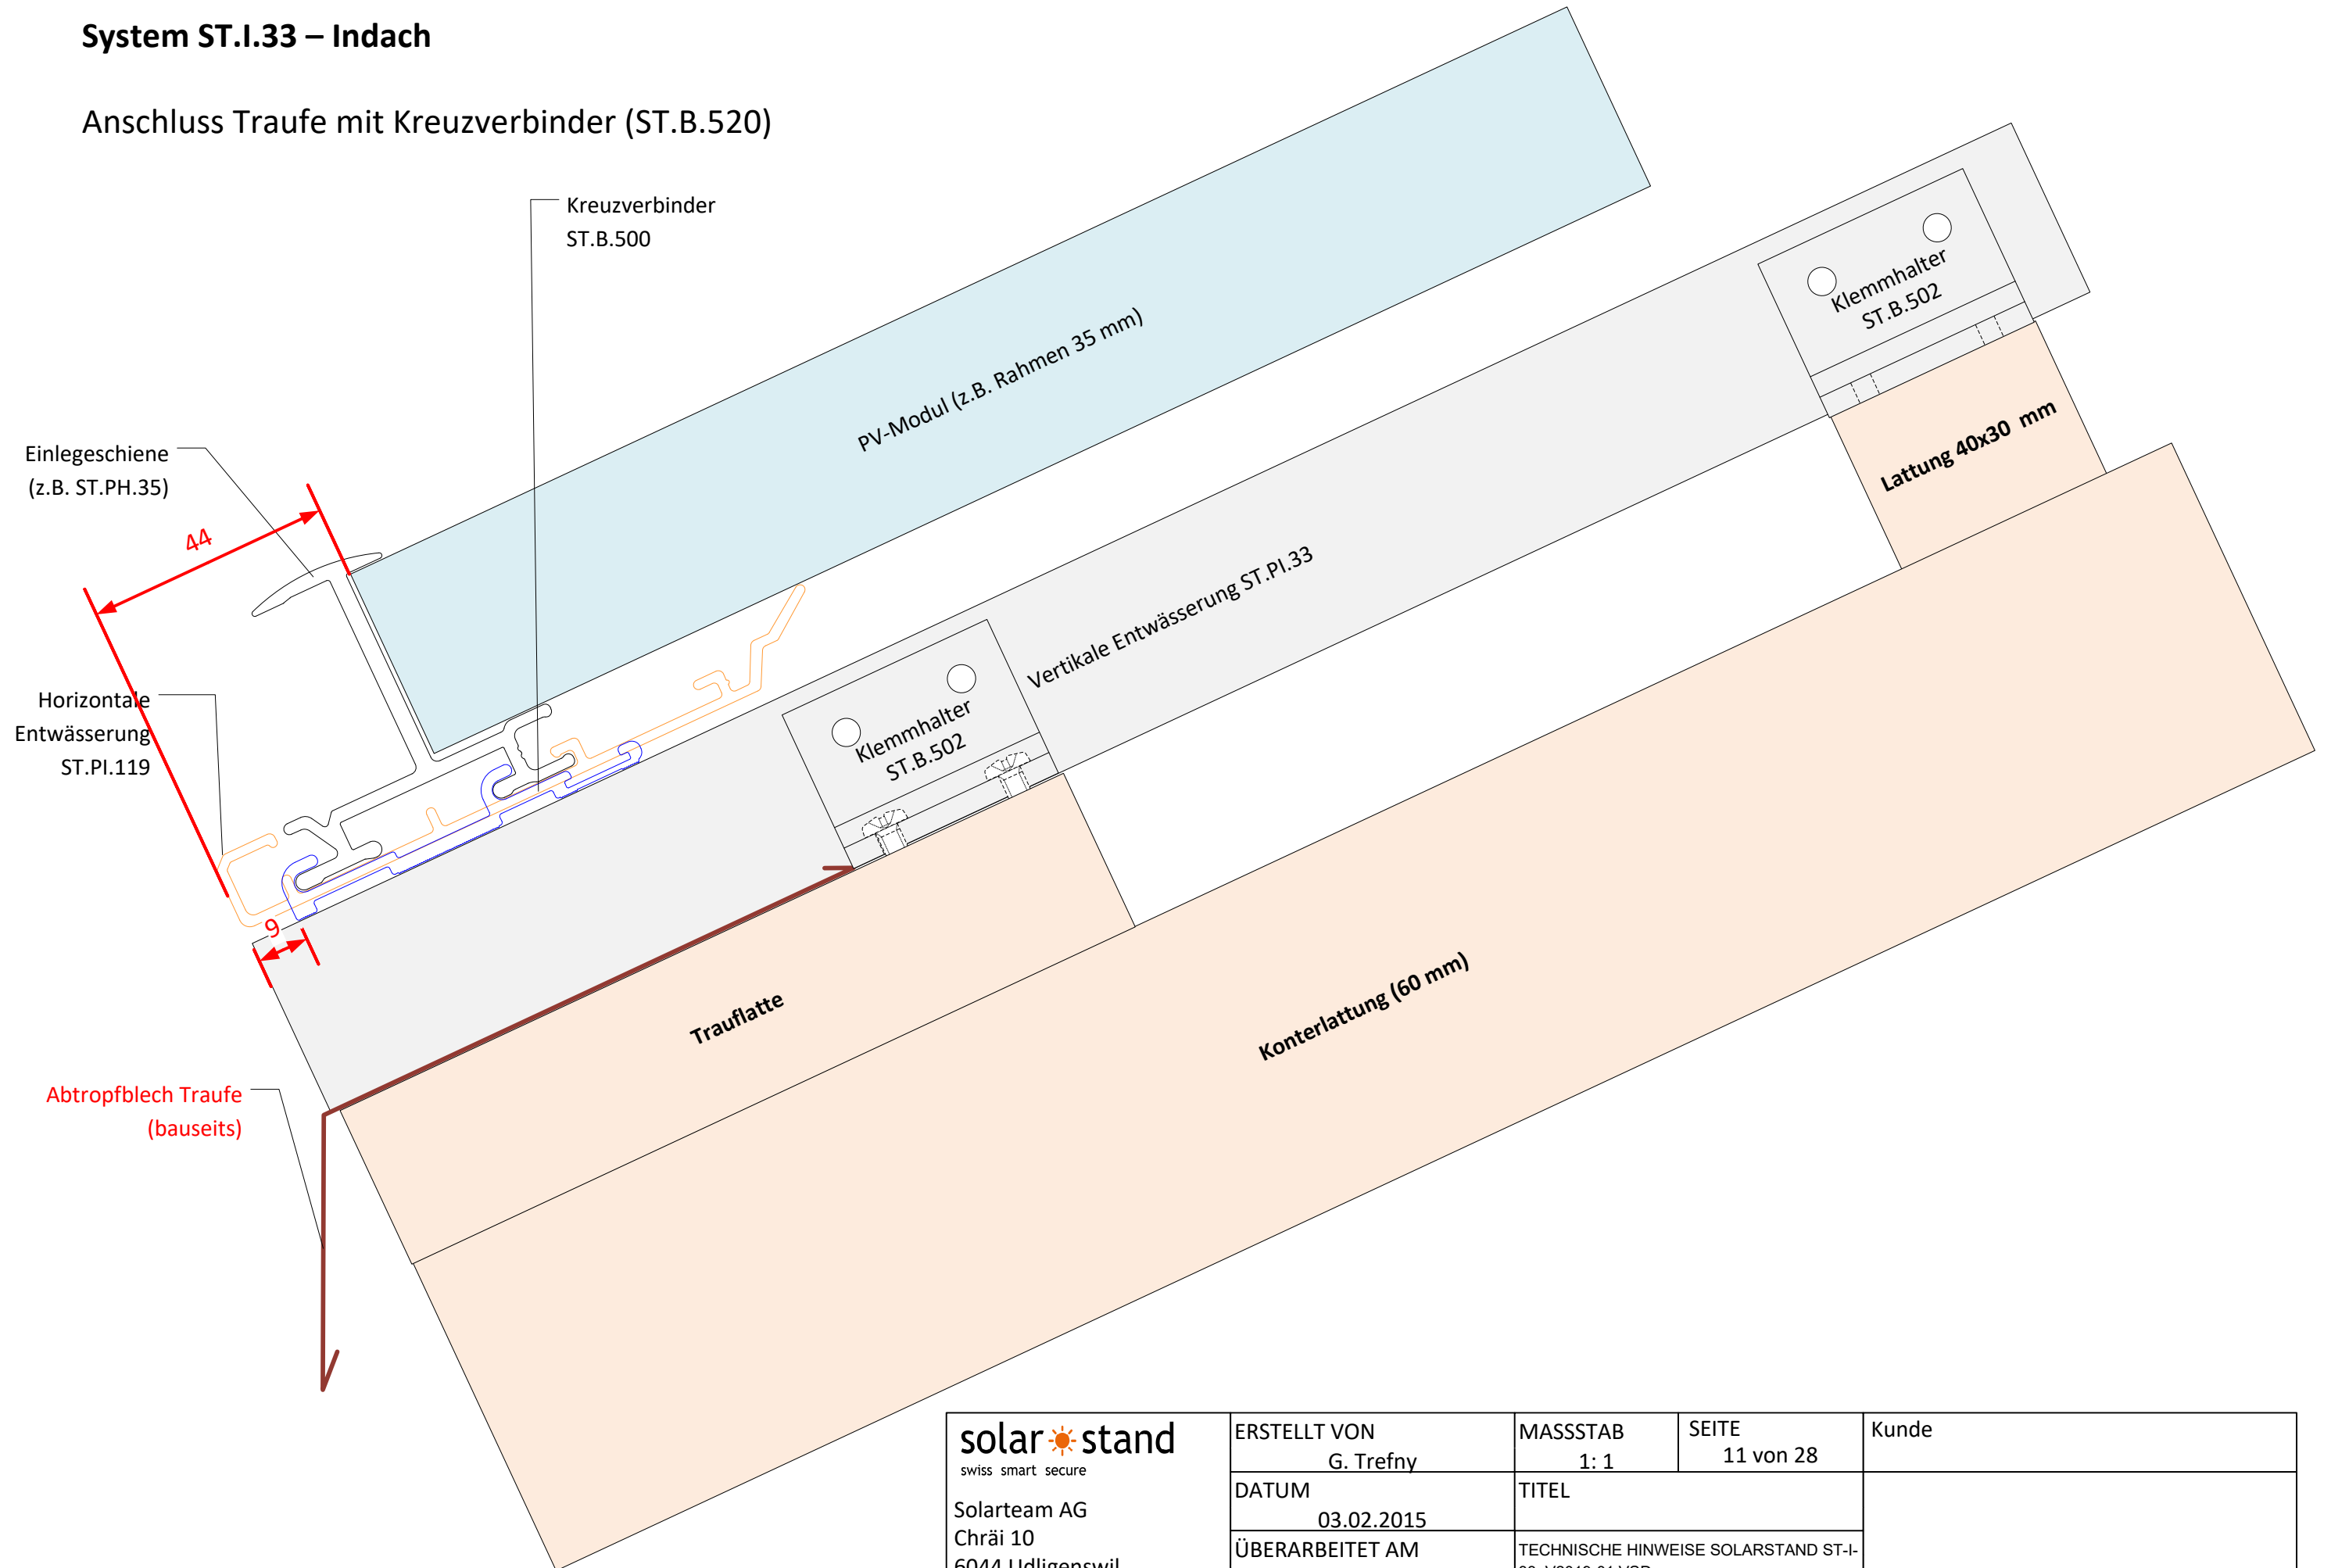 System ST.I.33 – Indach
Anschluss Traufe mit Kreuzverbinder (ST.B.520)
Kreuzverbinder
ST.B.500
Klemmhalter
ST.B.502
PV-Modul (z.B. Rahmen 35 mm)
Lattung 40x30 mm
Einlegeschiene
(z.B. ST.PH.35)
44
Vertikale Entwässerung ST.PI.33
Horizontale
Entwässerung
ST.PI.119
Klemmhalter
ST.B.502
9
Trauflatte
Konterlattung (60 mm)
Abtropfblech Traufe
(bauseits)
solar stand
swiss smart secure
Solarteam AG
Chräi 10
6044 Udligenswil
ERSTELLT VON
G. Trefny
MASSSTAB
1: 1
SEITE
11 von 28
Kunde
DATUM
03.02.2015
TITEL
ÜBERARBEITET AM
TECHNISCHE HINWEISE SOLARSTAND ST-I-